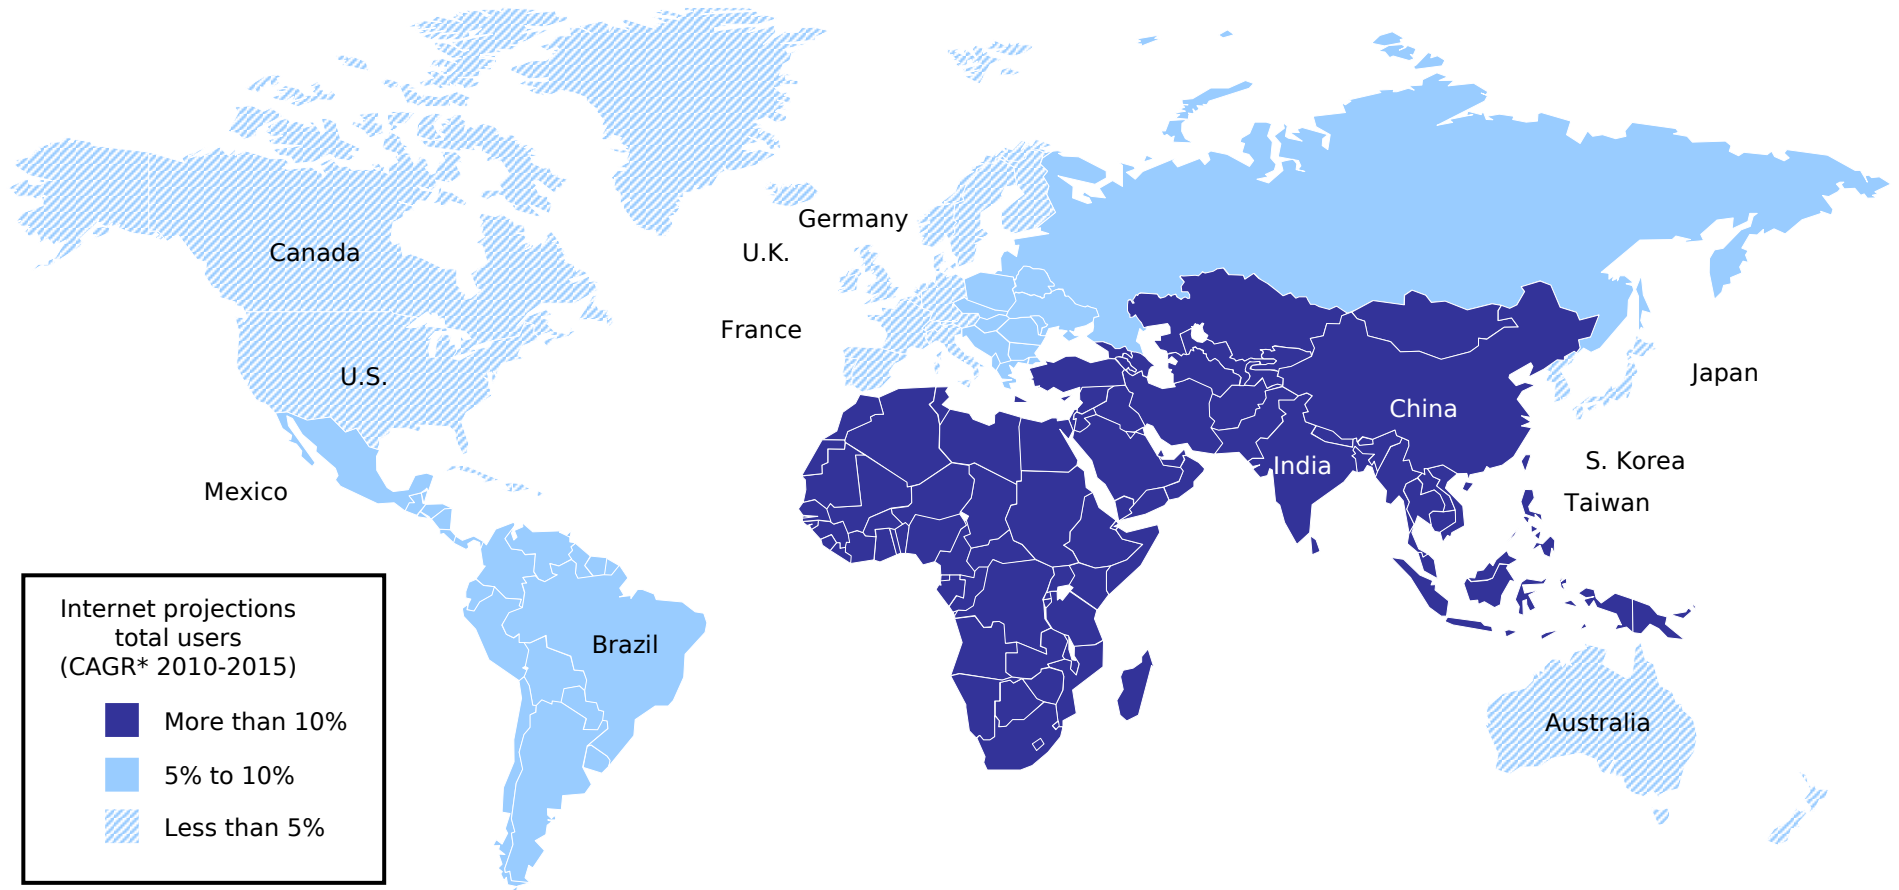 Germany
U.K.
Canada
France
U.S.
Japan
China
India
S. Korea
Mexico
Taiwan
Internet projections
total users
(CAGR* 2010-2015)
More than 10%
5% to 10%
Less than 5%
Brazil
Australia